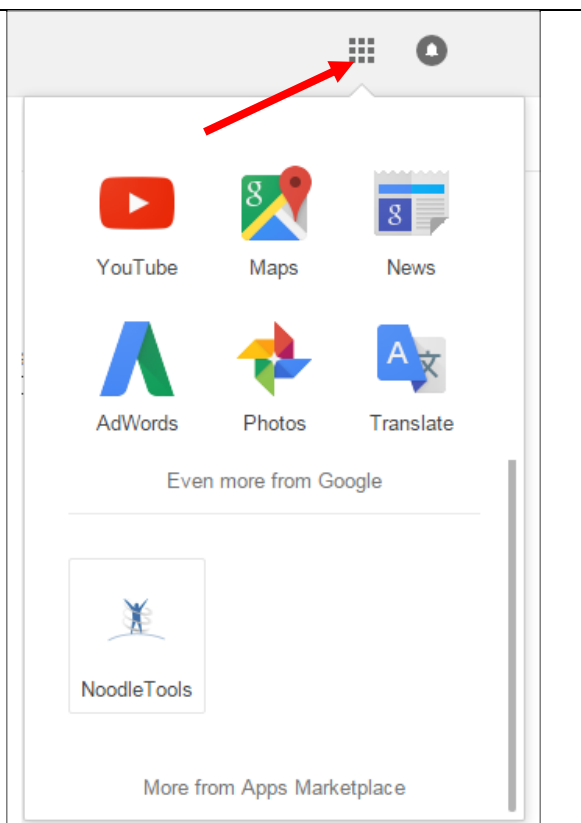 YouTube Maps News
AdWords Photos Translate
Even more from Google
NoodleTools
More from Apps Marketplace